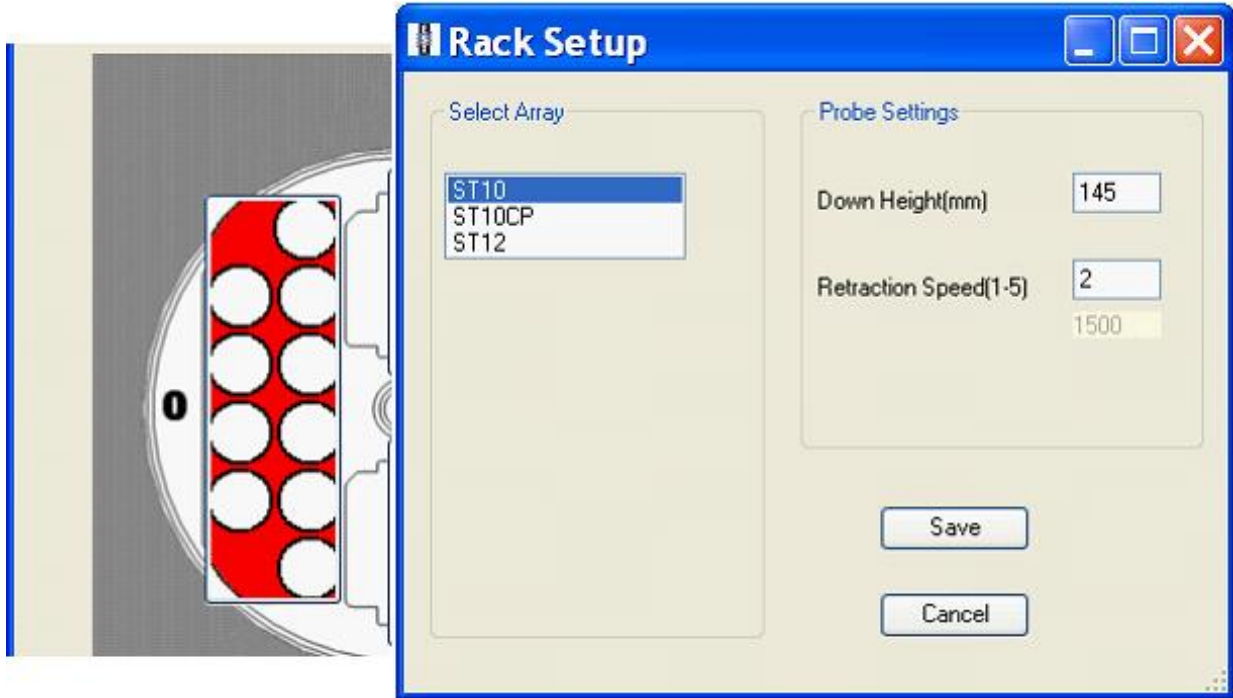 Rack Setup
Select Array
ST10
ST10CP
ST12
Probe Settings
Down Height(mm)
145
Retraction Speed(1-5)
2
1500
Save
Cancel
0